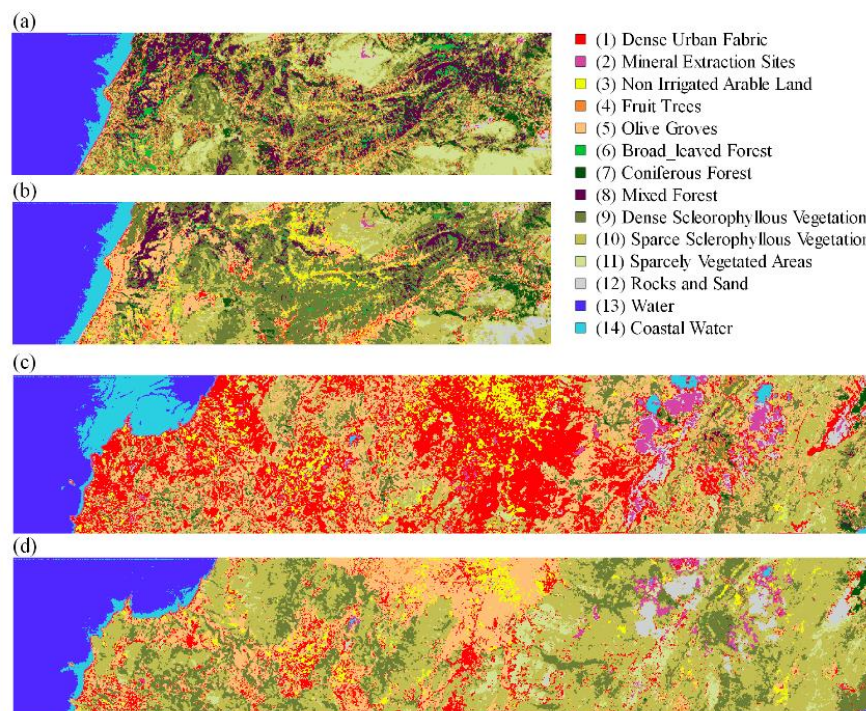 (a)
(1) Dense Urban Fabric
(2) Mineral Extraction Sites
(3) Non Irrigated Arable Land
(4) Fruit Trees
(5) Olive Groves
(6) Broad_leaved Forest
(7) Coniferous Forest
(8) Mixed Forest
(b)
(9) Dense Scleorophyllous Vegetation
(10) Sparce Sclerophyllous Vegetation
(11) Sparcely Vegetated Areas
(12) Rocks and Sand
(13) Water
(14) Coastal Water
(c)
(d)